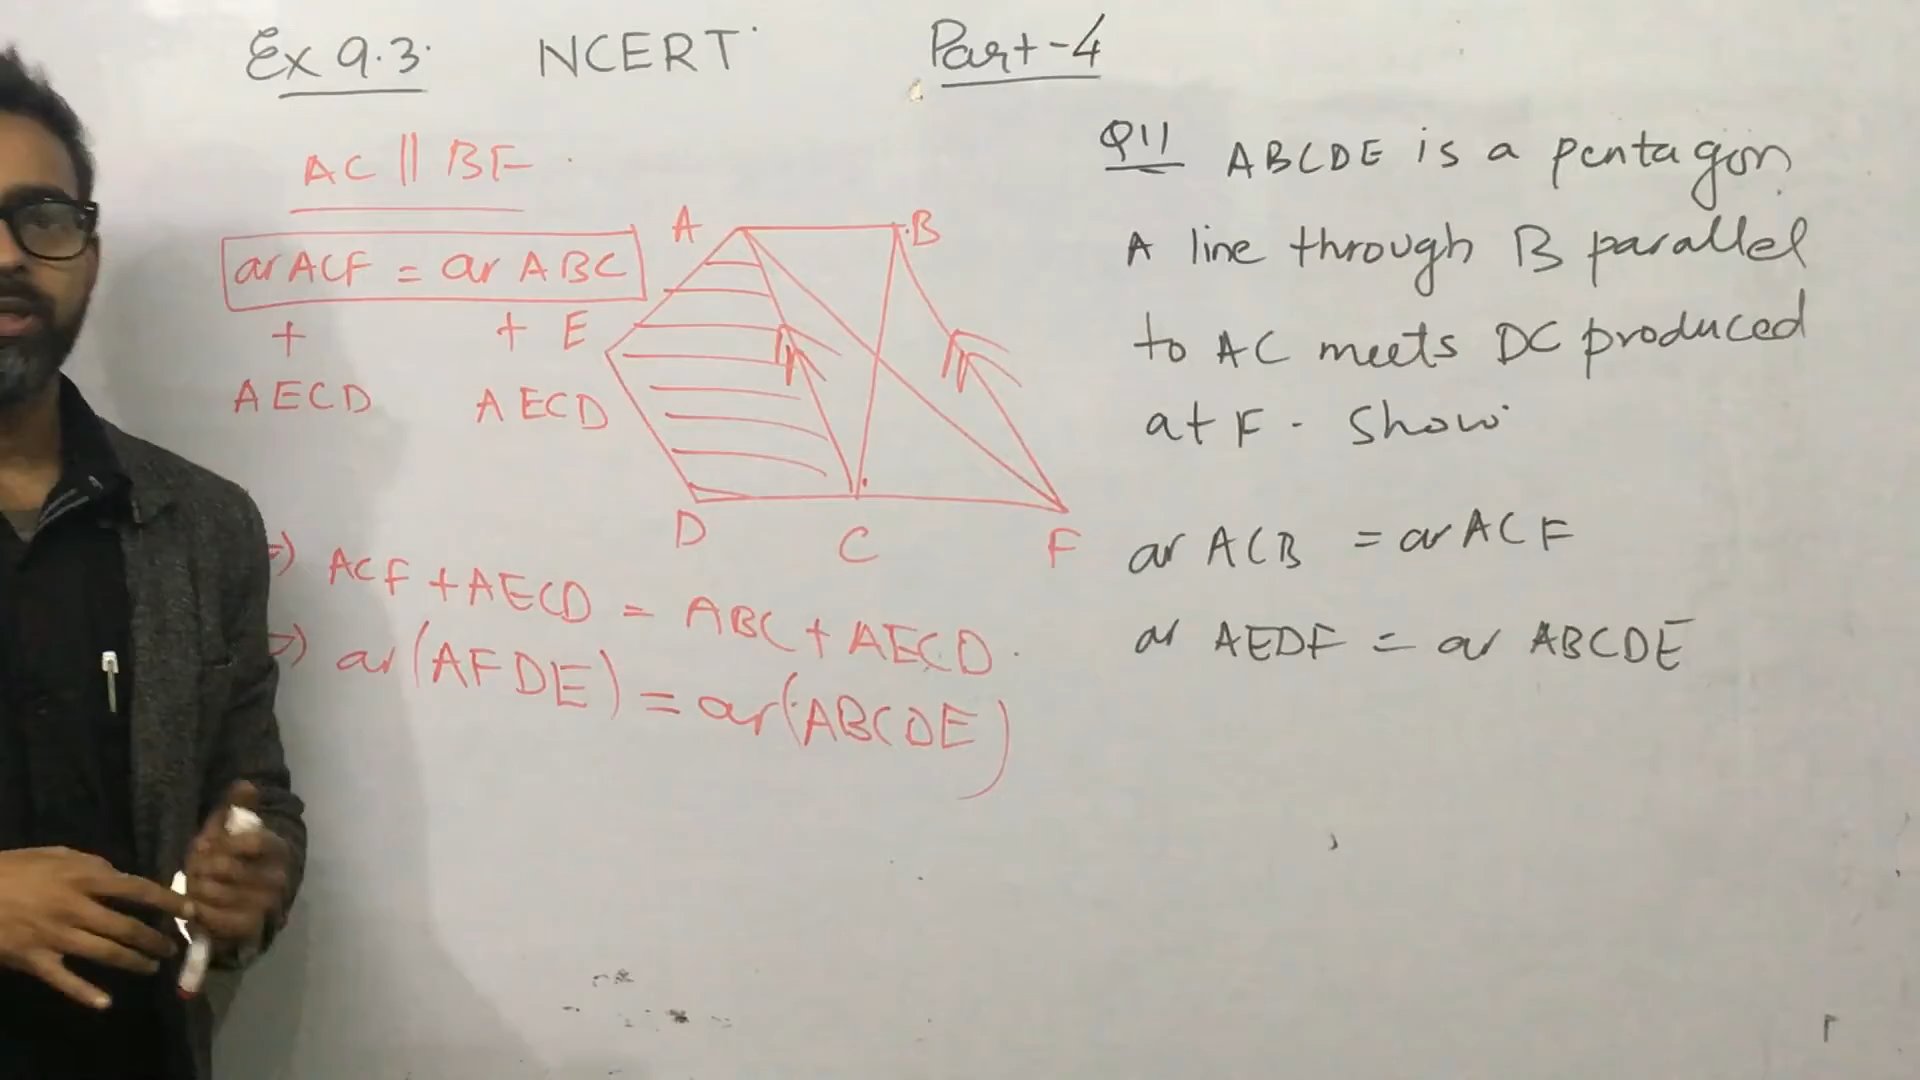 Ex 9.3. NCERT Part-4
AC || BF
ar ACF = ar ABC
+ +
AECD AECD
A B
E
D C F
=) ACF + AECD = ABC + AECD.
=) ar(AFDE) = ar(ABCDE)
Q11 ABCDE is a pentagon.
A line through B parallel
to AC meets DC produced
at F. Show
ar ACB = ar ACF
ar AEDF = ar ABCDE